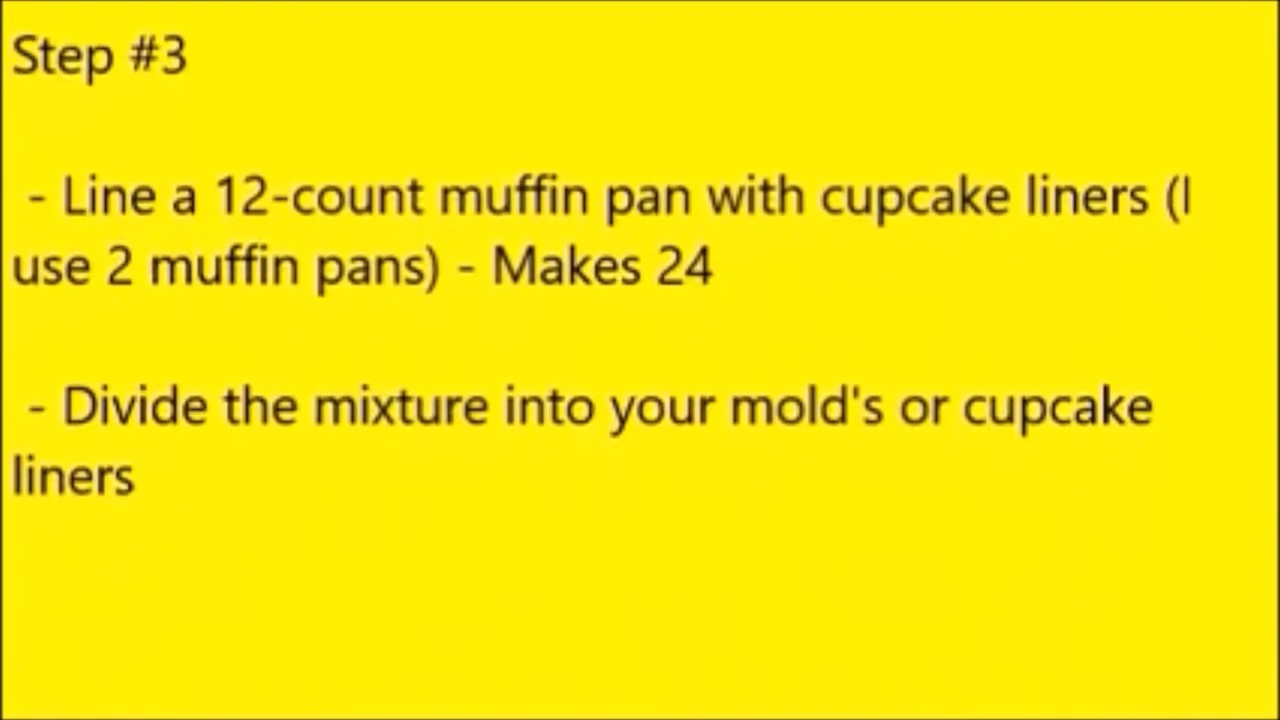 Step #3
- Line a 12-count muffin pan with cupcake liners (I
use 2 muffin pans) - Makes 24
- Divide the mixture into your mold's or cupcake
liners